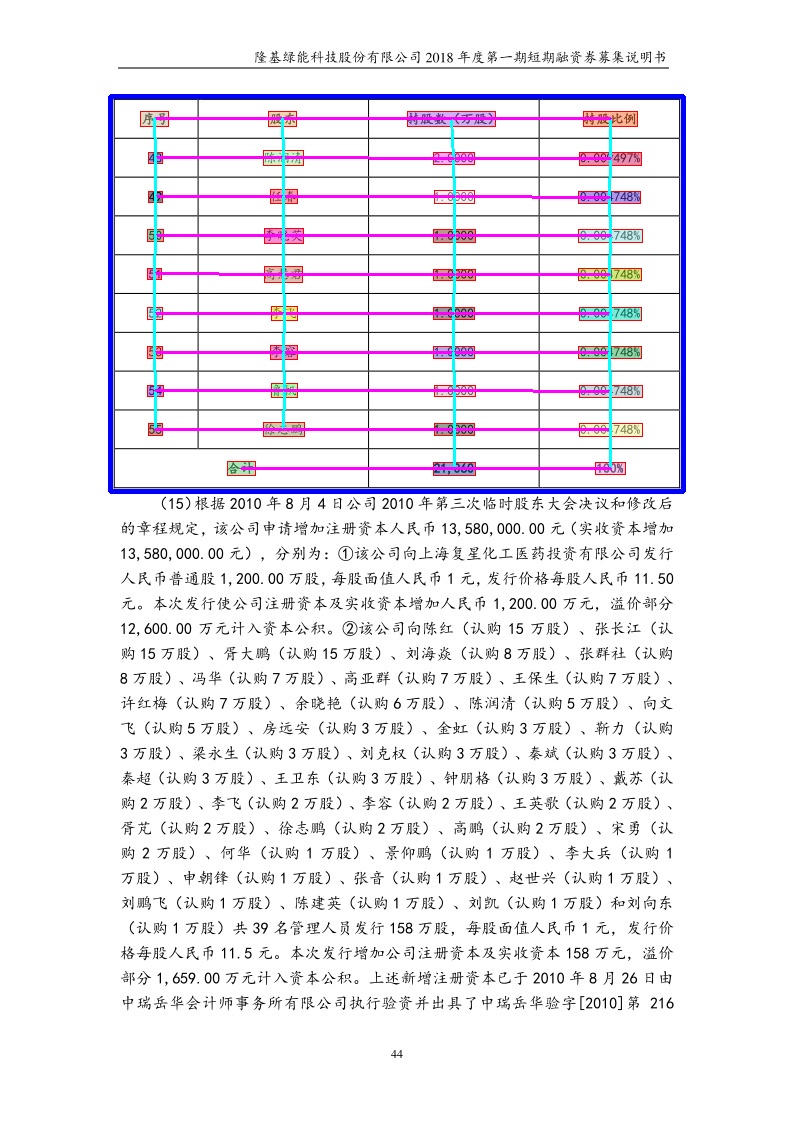 隆基绿能科技股份有限公司 2018 年度第一期短期融资券募集说明书
序号 股东 持股数（万股） 持股比例
48 陈润清 2.0000 0.009497%
49 1.0000 0.004748%
50 1.0000 0.004748%
51 1.0000 0.004748%
52 李飞 1.0000 0.004748%
53 李容 1.0000 0.004748%
54 1.0000 0.004748%
55 徐志鹏 1.0000 0.004748%
合计 21,060 100%
（15）根据 2010 年 8 月 4 日公司 2010 年第三次临时股东大会决议和修改后
的章程规定，该公司申请增加注册资本人民币 13,580,000.00 元（实收资本增加
13,580,000.00 元），分别为：①该公司向上海复星化工医药投资有限公司发行
人民币普通股 1,200.00 万股，每股面值人民币 1 元，发行价格每股人民币 11.50
元。本次发行使公司注册资本及实收资本增加人民币 1,200.00 万元，溢价部分
12,600.00 万元计入资本公积。②该公司向陈红（认购 15 万股）、张长江（认
购 15 万股）、胥大鹏（认购 15 万股）、刘海焱（认购 8 万股）、张群社（认购
8 万股）、冯华（认购 7 万股）、高亚群（认购 7 万股）、王保生（认购 7 万股）、
许红梅（认购 7 万股）、余晓艳（认购 6 万股）、陈润清（认购 5 万股）、向文
飞（认购 5 万股）、房远安（认购 3 万股）、金虹（认购 3 万股）、靳力（认购
3 万股）、梁永生（认购 3 万股）、刘克权（认购 3 万股）、秦斌（认购 3 万股）、
秦超（认购 3 万股）、王卫东（认购 3 万股）、钟朋格（认购 3 万股）、戴苏（认
购 2 万股）、李飞（认购 2 万股）、李容（认购 2 万股）、王英歌（认购 2 万股）、
胥芃（认购 2 万股）、徐志鹏（认购 2 万股）、高鹏（认购 2 万股）、宋勇（认
购 2 万股）、何华（认购 1 万股）、景仰鹏（认购 1 万股）、李大兵（认购 1
万股）、申朝锋（认购 1 万股）、张音（认购 1 万股）、赵世兴（认购 1 万股）、
刘鹏飞（认购 1 万股）、陈建英（认购 1 万股）、刘凯（认购 1 万股）和刘向东
（认购 1 万股）共 39 名管理人员发行 158 万股，每股面值人民币 1 元，发行价
格每股人民币 11.5 元。本次发行增加公司注册资本及实收资本 158 万元，溢价
部分 1,659.00 万元计入资本公积。上述新增注册资本已于 2010 年 8 月 26 日由
中瑞岳华会计师事务所有限公司执行验资并出具了中瑞岳华验字[2010]第 216
44